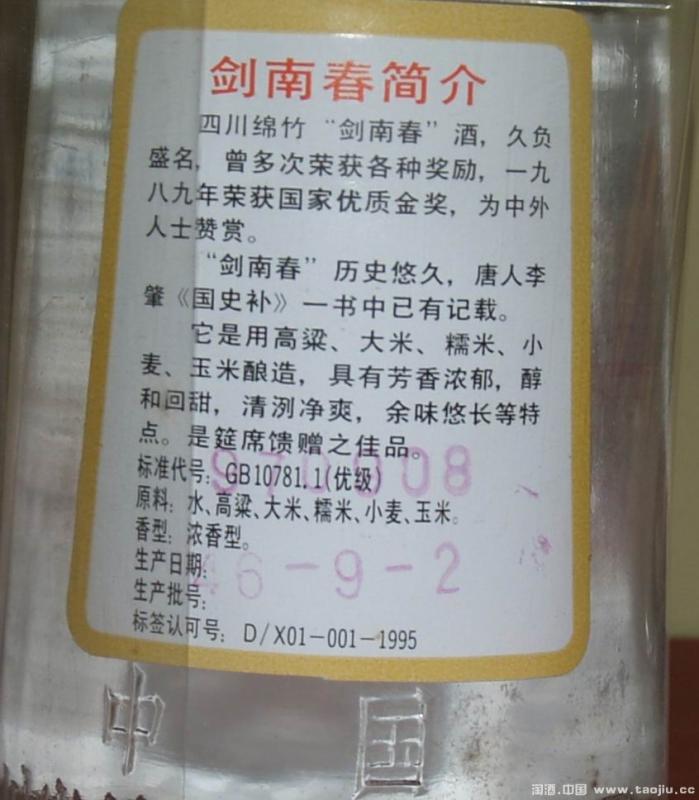 剑南春简介
四川绵竹“剑南春”酒，久负
盛名，曾多次荣获各种奖励，一九
八九年荣获国家优质金奖，为中外
人士赞赏。
“剑南春”历史悠久，唐人李
肇《国史补》一书中已有记载。
它是用高粱、大米、糯米、小
麦、玉米酿造，具有芳香浓郁，醇
和回甜，清洌净爽，余味悠长等特
点。是筵席馈赠之佳品。
970908
标准代号：GB10781.1(优级)
原料：水、高粱、大米、糯米、小麦、玉米。
香型：浓香型。
生产日期：
46-9-2
生产批号：
标签认可号：D/X01-001-1995
中国
淘酒.中国 www.taojiu.cc